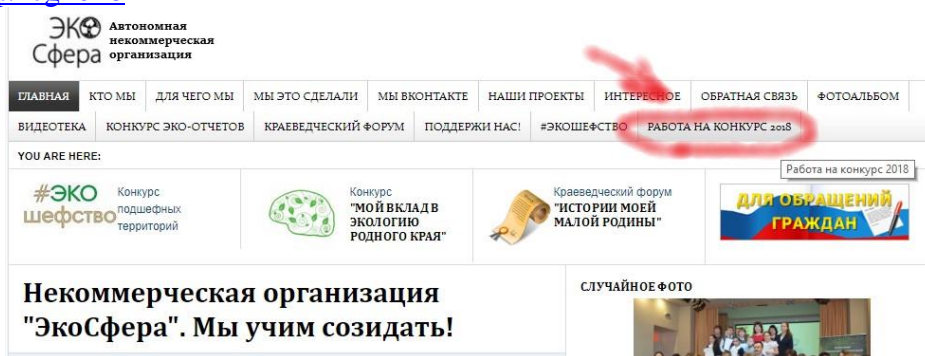 ЭКО
Сфера
Автономная
некоммерческая
организация
ГЛАВНАЯ КТО МЫ ДЛЯ ЧЕГО МЫ МЫ ЭТО СДЕЛАЛИ МЫ ВКОНТАКТЕ НАШИ ПРОЕКТЫ ИНТЕРЕСНОЕ ОБРАТНАЯ СВЯЗЬ ФОТОАЛЬБОМ
ВИДЕОТЕКА КОНКУРС ЭКО-ОТЧЕТОВ КРАЕВЕДЧЕСКИЙ ФОРУМ ПОДДЕРЖИ НАС! #ЭКОШЕФСТВО РАБОТА НА КОНКУРС 2018
YOU ARE HERE:
Работа на конкурс 2018
#ЭКО
шефство
Конкурс
подшефных
территорий
Конкурс
"МОЙ ВКЛАД В
ЭКОЛОГИЮ
РОДНОГО КРАЯ"
Краеведческий форум
"ИСТОРИИ МОЕЙ
МАЛОЙ РОДИНЫ"
ДЛЯ ОБРАЩЕНИЙ
ГРАЖДАН
Некоммерческая организация
"ЭкоСфера". Мы учим созидать!
СЛУЧАЙНОЕ ФОТО